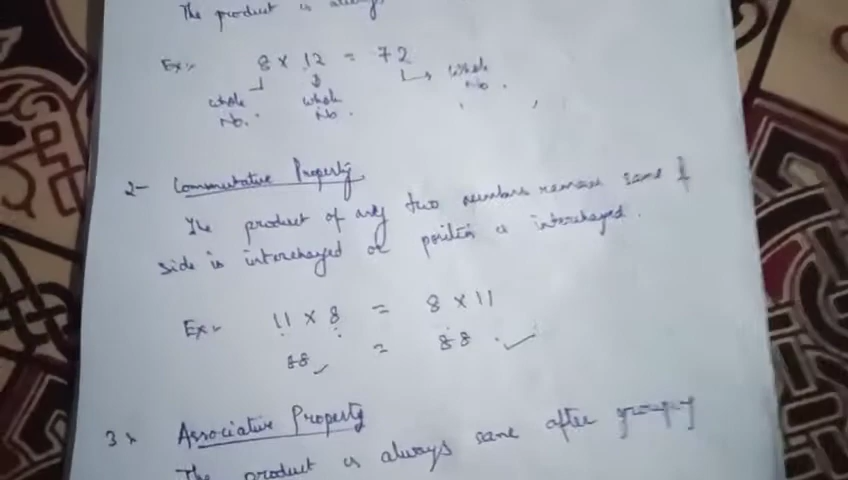 The product is always
Ex:- 8 × 12 = 72
whole No. whole No. whole No.
2- Commutative Property
The product of any two numbers remains same if
side is interchanged or position is interchanged.
Ex:- 11 × 8 = 8 × 11
88 ✓ = 88 . ✓
3 Associative Property
The product is always same after grouping